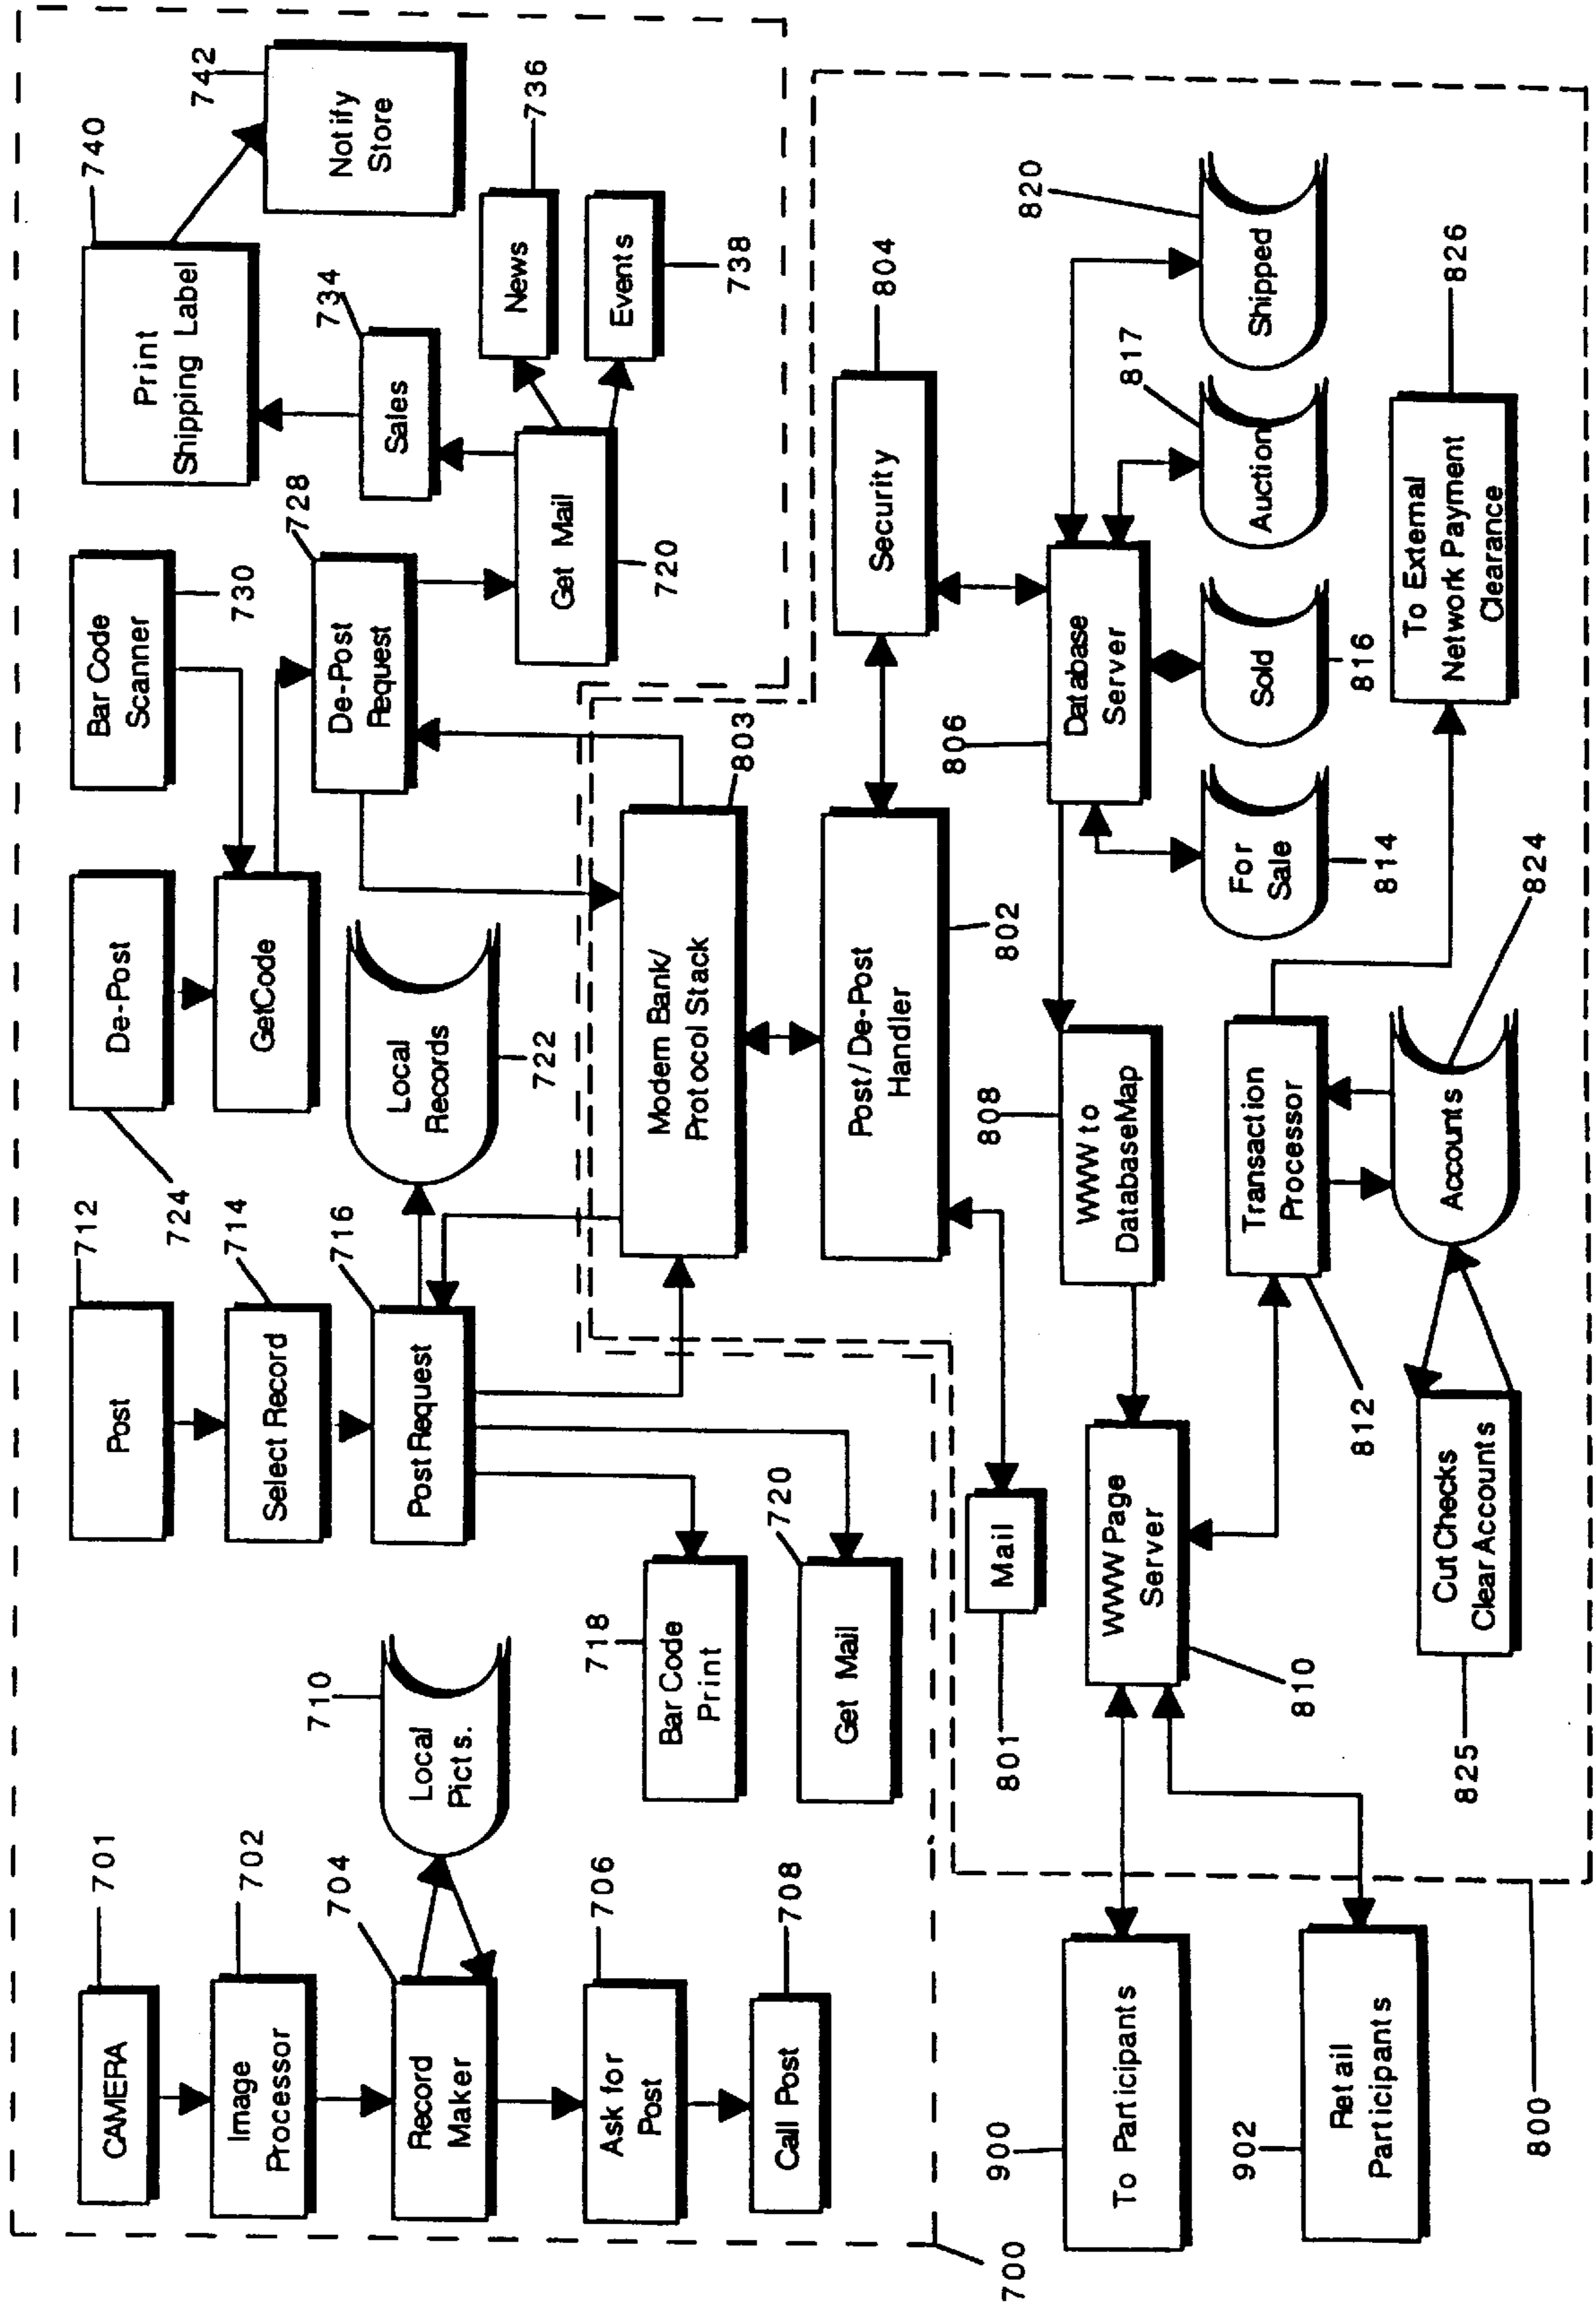 701
CAMERA
702
Image
Processor
704
Record
Maker
706
Ask for
Post
708
Call Post
710
Local
Picts.
712
Post
714
Select Record
716
Post Request
718
Bar Code
Print
720
Get Mail
722
Local
Records
724
De-Post
GetCode
730
Bar Code
Scanner
728
De-Post
Request
720
Get Mail
734
Sales
736
News
738
Events
740
Print
Shipping Label
742
Notify
Store
700
803
Modem Bank/
Protocol Stack
802
Post/De-Post
Handler
801
Mail
804
Security
806
Database
Server
808
WWW to
DatabaseMap
810
WWW Page
Server
812
Transaction
Processor
814
For
Sale
816
Sold
817
Auction
820
Shipped
824
Accounts
825
Cut Checks
Clear Accounts
826
To External
Network Payment
Clearance
900
To Participants
902
Retail
Participants
800